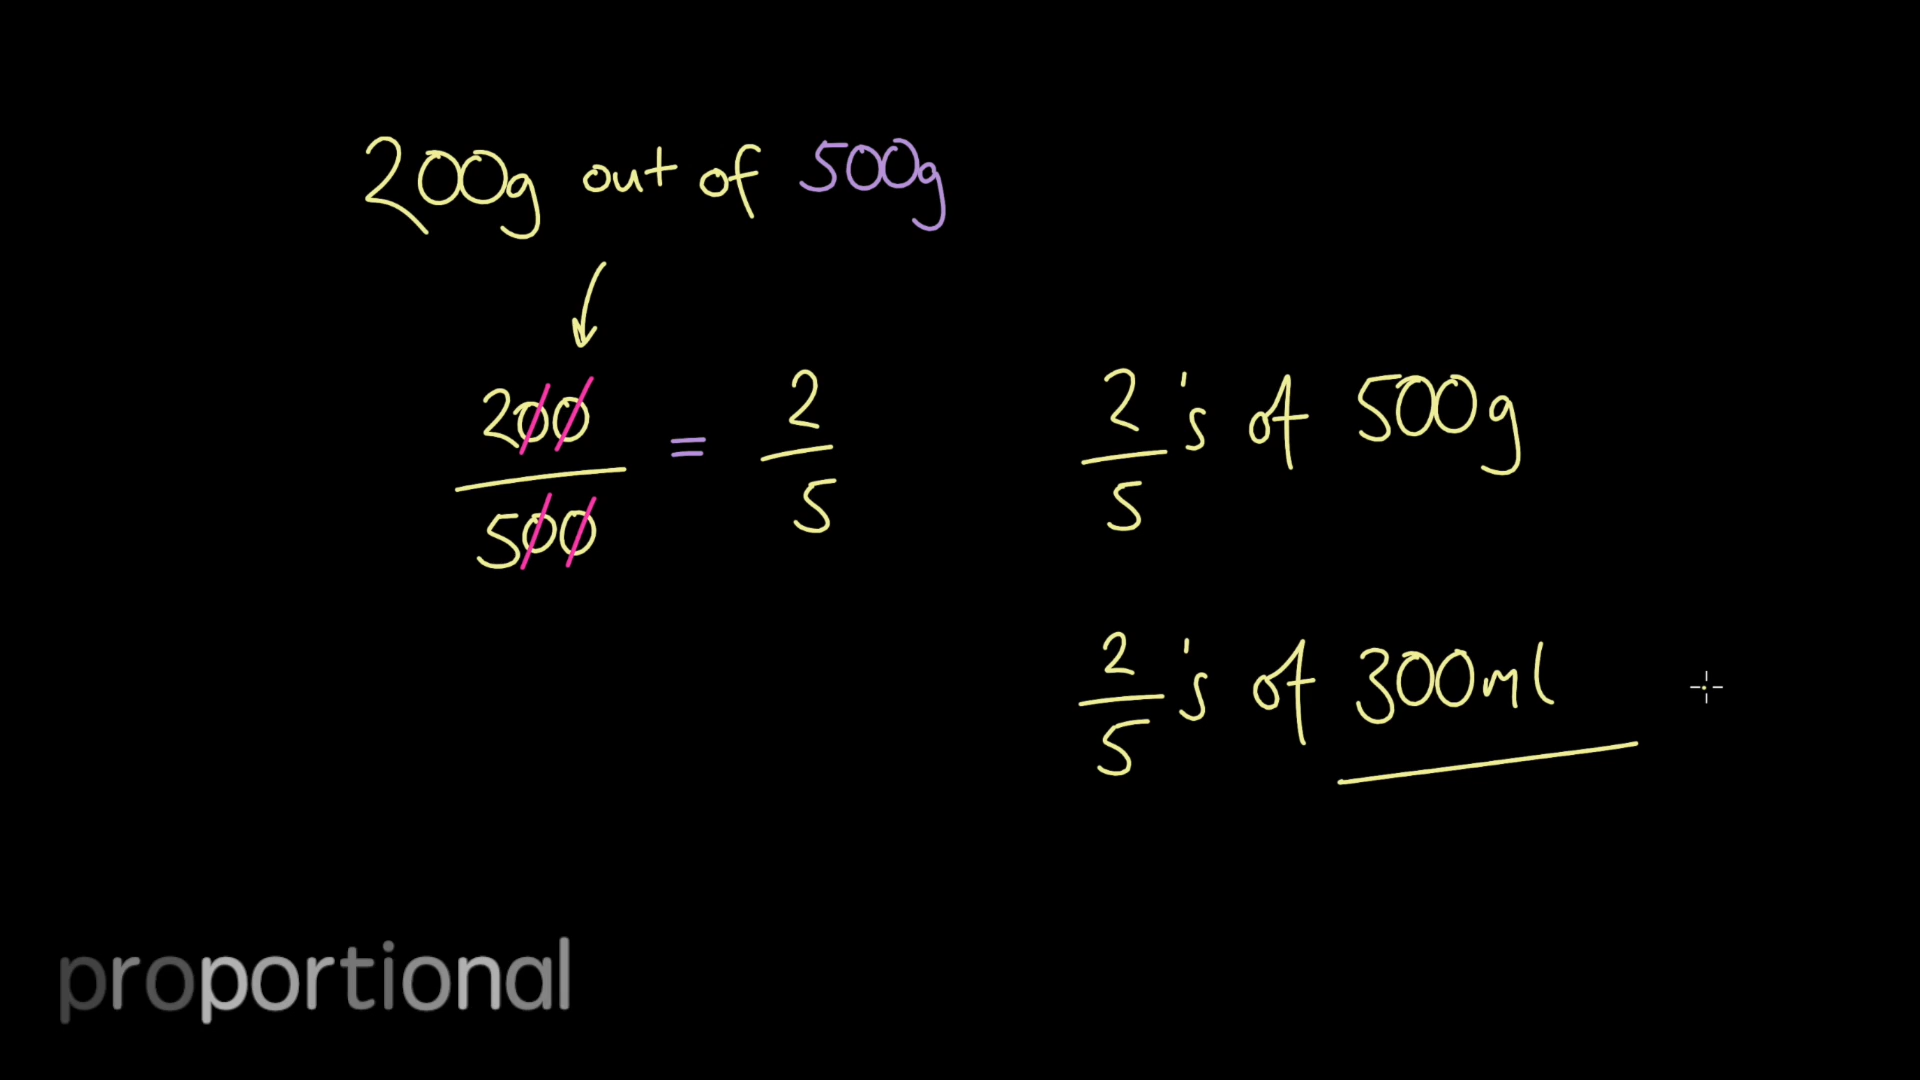 200g out of 500g
200/500 = 2/5
2/5's of 500g
2/5's of 300ml
proportional